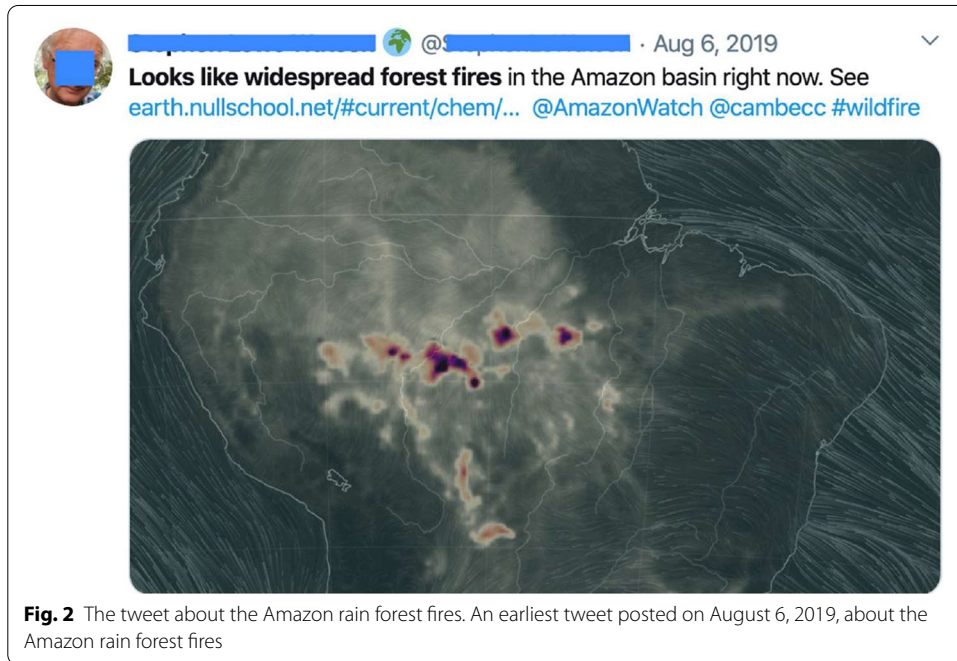 · Aug 6, 2019
Looks like widespread forest fires in the Amazon basin right now. See
earth.nullschool.net/#current/chem/... @AmazonWatch @cambecc #wildfire
Fig. 2 The tweet about the Amazon rain forest fires. An earliest tweet posted on August 6, 2019, about the
Amazon rain forest fires